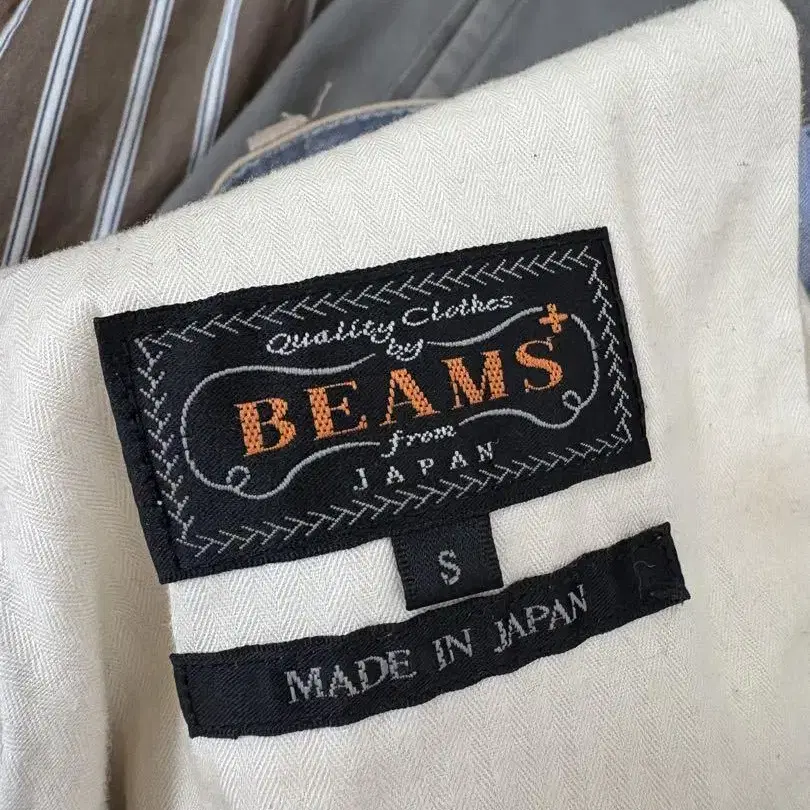 Quality Clothes
by
BEAMS+
from
JAPAN
S
MADE IN JAPAN